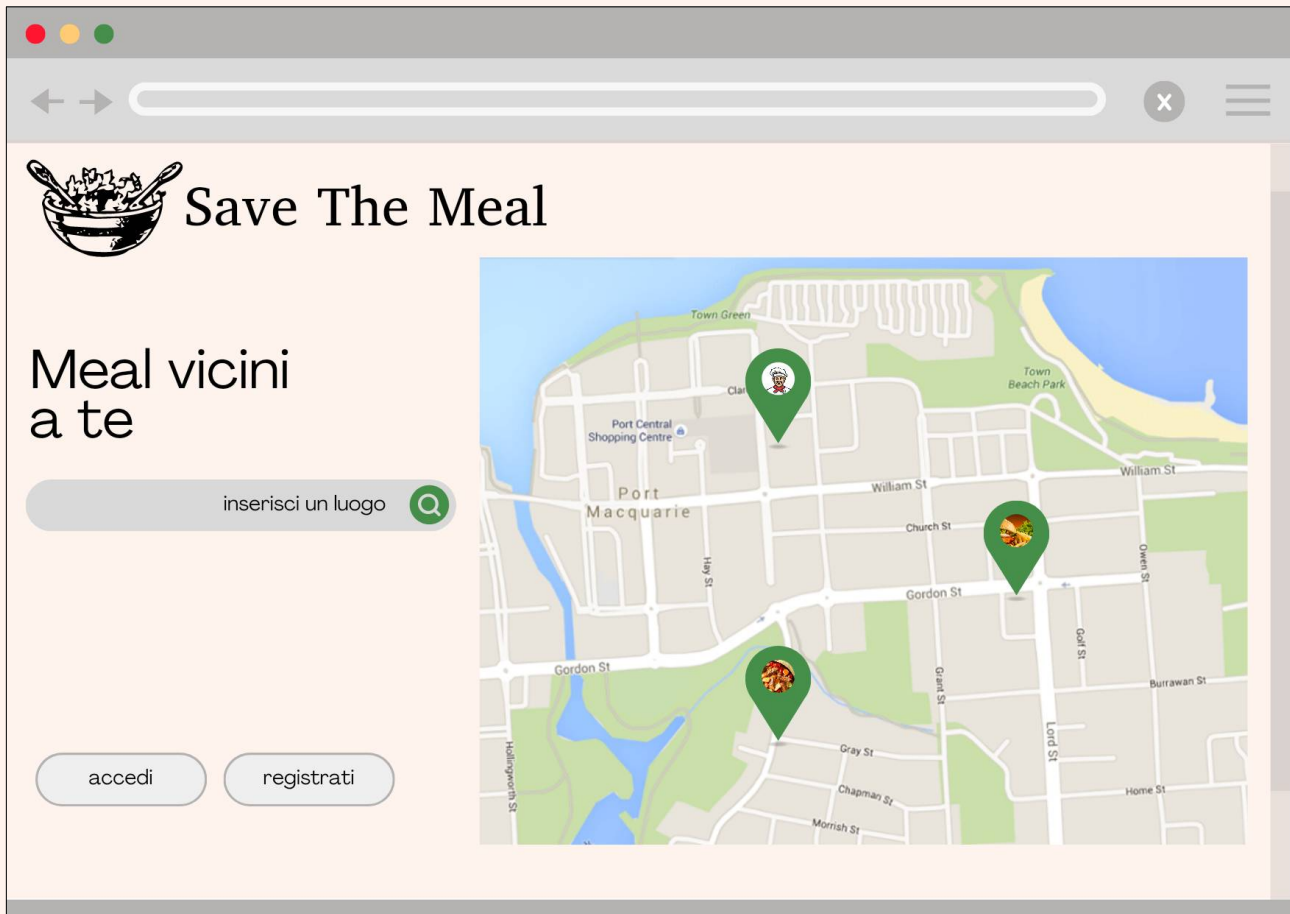 x
Save The Meal
Meal vicini
a te
inserisci un luogo
accedi
registrati
Town Green
Town
Beach Park
Port Central
Shopping Centre
William St
William St
Port
Macquarie
Church St
Hay St
Owen St
Gordon St
Golf St
Gordon St
Grant St
Burrawan St
Lord St
Hollingworth St
Gray St
Chapman St
Home St
Morrish St